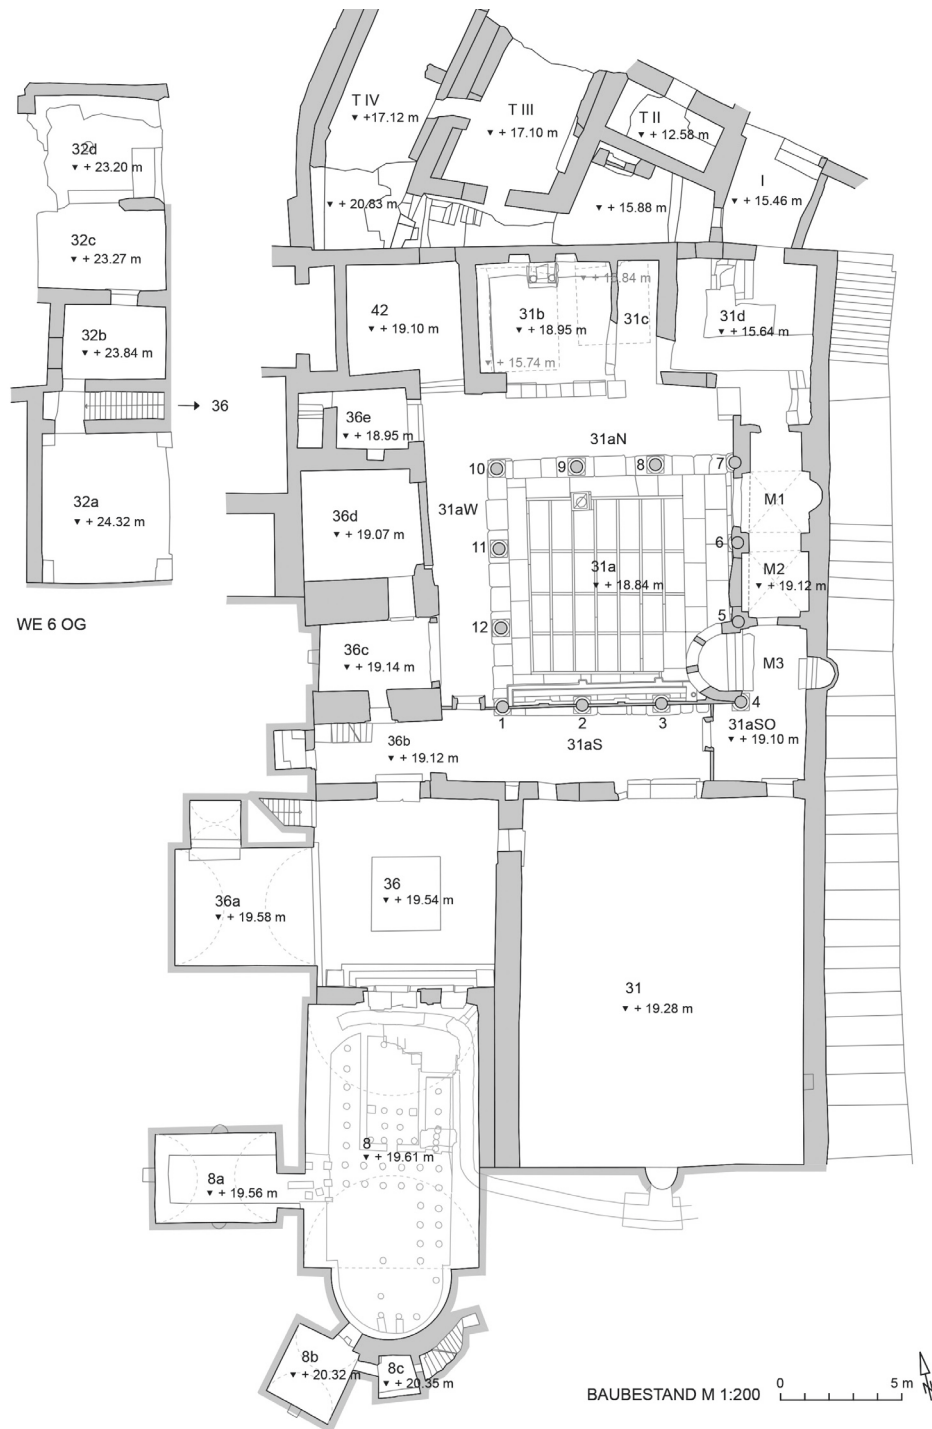 T IV
▼ +17.12 m
T III
▼ + 17.10 m
T II
▼ + 12.58 m
I
▼ + 15.46 m
▼ + 20.83 m
▼ + 15.88 m
32d
▼ + 23.20 m
32c
▼ + 23.27 m
32b
▼ + 23.84 m
→ 36
32a
▼ + 24.32 m
WE 6 OG
42
▼ + 19.10 m
31b
▼ + 18.95 m
▼ + 15.74 m
31c
31d
▼ + 15.64 m
36e
▼ + 18.95 m
31aN
10
9
8
7
31aW
36d
▼ + 19.07 m
M1
11
6
31a
▼ + 18.84 m
M2
▼ + 19.12 m
12
5
36c
▼ + 19.14 m
M3
1
2
3
4
31aS
31aSO
▼ + 19.10 m
36b
▼ + 19.12 m
36
▼ + 19.54 m
36a
▼ + 19.58 m
31
▼ + 19.28 m
8
▼ + 19.61 m
8a
▼ + 19.56 m
8b
▼ + 20.32 m
8c
▼ + 20.35 m
BAUBESTAND M 1:200
0 5 m
N